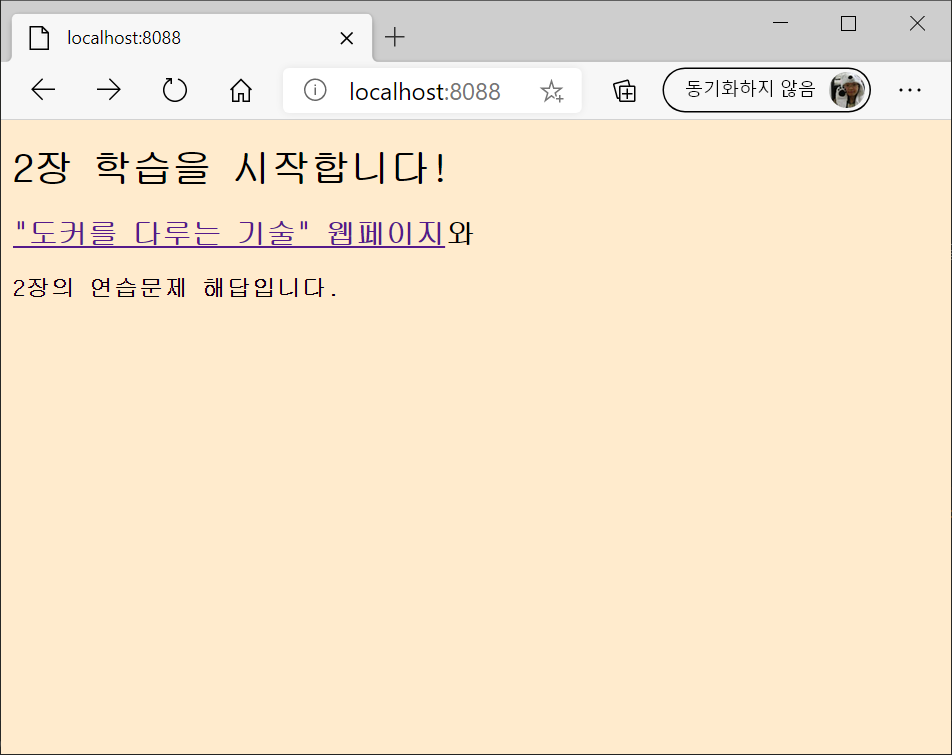 localhost:8088
localhost:8088
동기화하지 않음
2장 학습을 시작합니다!
"도커를 다루는 기술" 웹페이지와
2장의 연습문제 해답입니다.